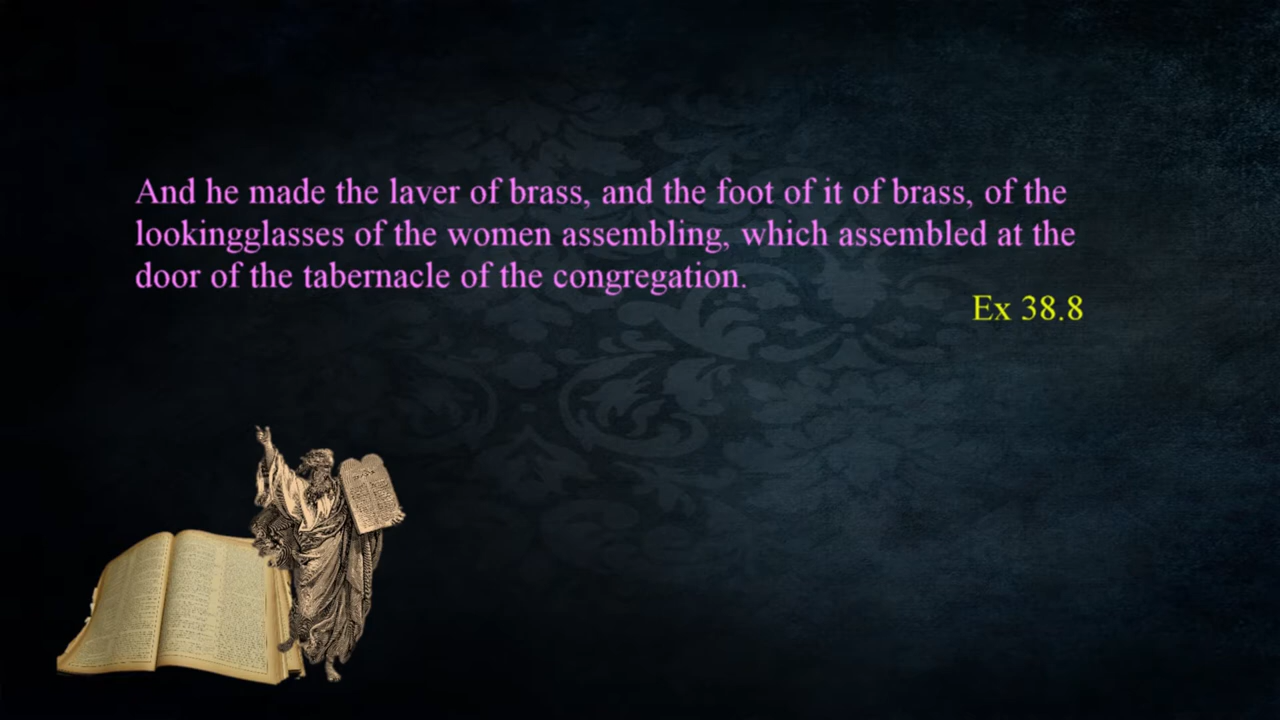 And he made the laver of brass, and the foot of it of brass, of the
lookingglasses of the women assembling, which assembled at the
door of the tabernacle of the congregation.
Ex 38.8